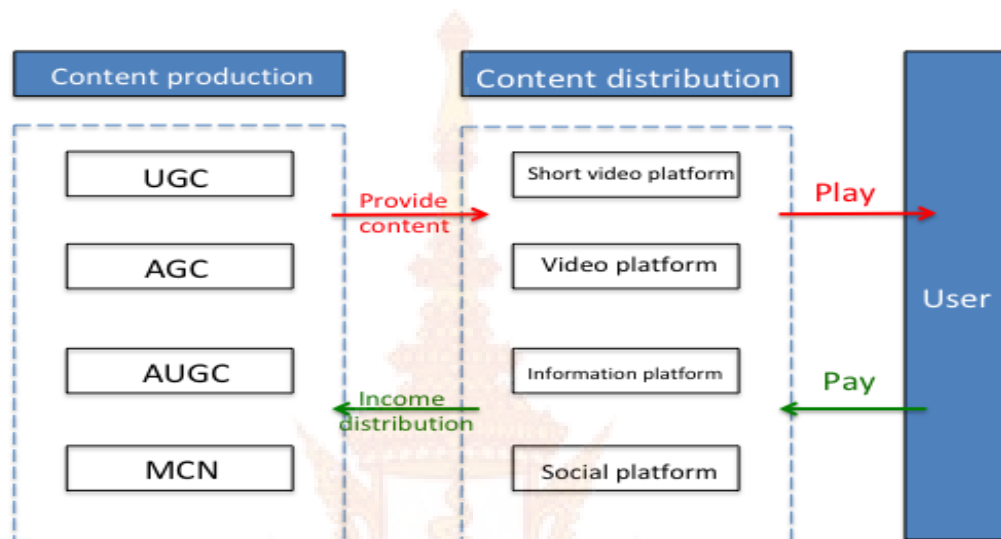 Content production
Content distribution
UGC
AGC
AUGC
MCN
Provide
content
Income
distribution
Short video platform
Video platform
Information platform
Social platform
Play
Pay
User